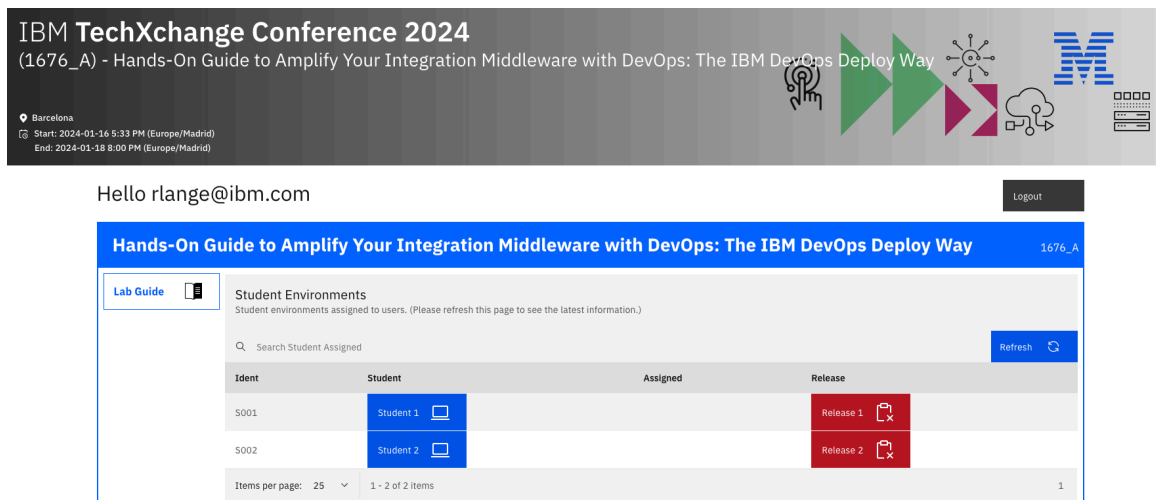 IBM TechXchange Conference 2024
(1676_A) - Hands-On Guide to Amplify Your Integration Middleware with DevOps: The IBM DevOps Deploy Way
Barcelona
Start: 2024-01-16 5:33 PM (Europe/Madrid)
End: 2024-01-18 8:00 PM (Europe/Madrid)
Hello rlange@ibm.com
Logout
Hands-On Guide to Amplify Your Integration Middleware with DevOps: The IBM DevOps Deploy Way 1676_A
Lab Guide
Student Environments
Student environments assigned to users. (Please refresh this page to see the latest information.)
Search Student Assigned
Refresh
Ident Student Assigned Release
S001 Student 1 Release 1
S002 Student 2 Release 2
Items per page: 25 1 - 2 of 2 items 1